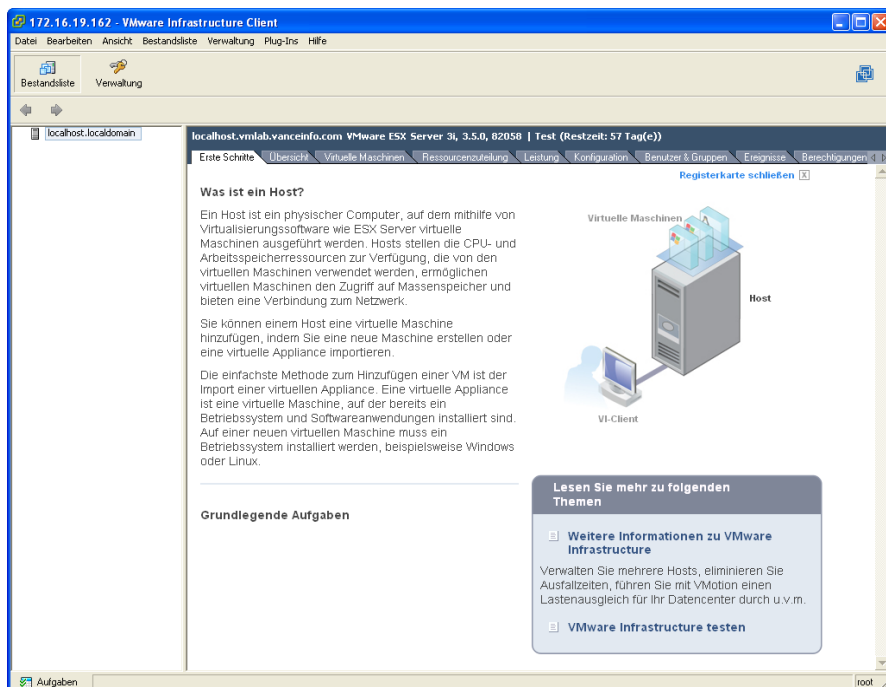 172.16.19.162 - VMware Infrastructure Client
Datei Bearbeiten Ansicht Bestandsliste Verwaltung Plug-Ins Hilfe
Bestandsliste Verwaltung
localhost.localdomain
localhost.vmlab.vanceinfo.com VMware ESX Server 3i, 3.5.0, 82058 | Test (Restzeit: 57 Tag(e))
Erste Schritte Übersicht Virtuelle Maschinen Ressourcenzuteilung Leistung Konfiguration Benutzer & Gruppen Ereignisse Berechtigungen
Registerkarte schließen X
Was ist ein Host?
Ein Host ist ein physischer Computer, auf dem mithilfe von
Virtualisierungssoftware wie ESX Server virtuelle
Maschinen ausgeführt werden. Hosts stellen die CPU- und
Arbeitsspeicherressourcen zur Verfügung, die von den
virtuellen Maschinen verwendet werden, ermöglichen
virtuellen Maschinen den Zugriff auf Massenspeicher und
bieten eine Verbindung zum Netzwerk.
Sie können einem Host eine virtuelle Maschine
hinzufügen, indem Sie eine neue Maschine erstellen oder
eine virtuelle Appliance importieren.
Die einfachste Methode zum Hinzufügen einer VM ist der
Import einer virtuellen Appliance. Eine virtuelle Appliance
ist eine virtuelle Maschine, auf der bereits ein
Betriebssystem und Softwareanwendungen installiert sind.
Auf einer neuen virtuellen Maschine muss ein
Betriebssystem installiert werden, beispielsweise Windows
oder Linux.
Grundlegende Aufgaben
Virtuelle Maschinen
Host
VI-Client
Lesen Sie mehr zu folgenden
Themen
Weitere Informationen zu VMware
Infrastructure
Verwalten Sie mehrere Hosts, eliminieren Sie
Ausfallzeiten, führen Sie mit VMotion einen
Lastenausgleich für Ihr Datencenter durch u.v.m.
VMware Infrastructure testen
Aufgaben
root